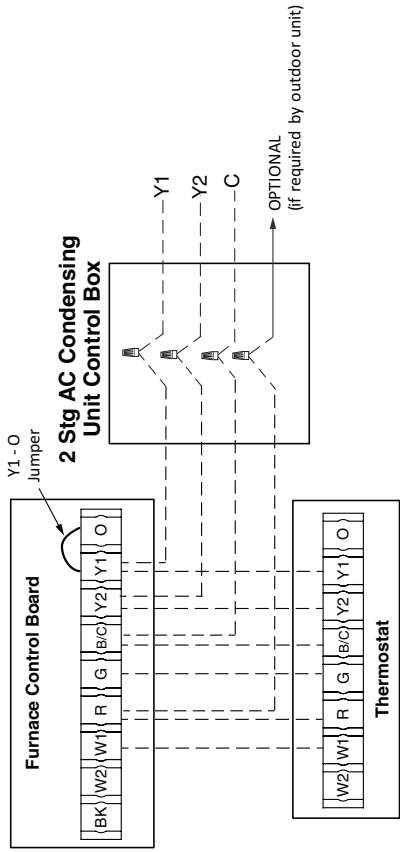 Y1 - O
Jumper
Furnace Control Board
(BK) (W2) (W1) R G (B/C) (Y2) (Y1) O
2 Stg AC Condensing
Unit Control Box
Y1
Y2
C
OPTIONAL
(if required by outdoor unit)
(W2) (W1) R G (B/C) (Y2) (Y1) O
Thermostat